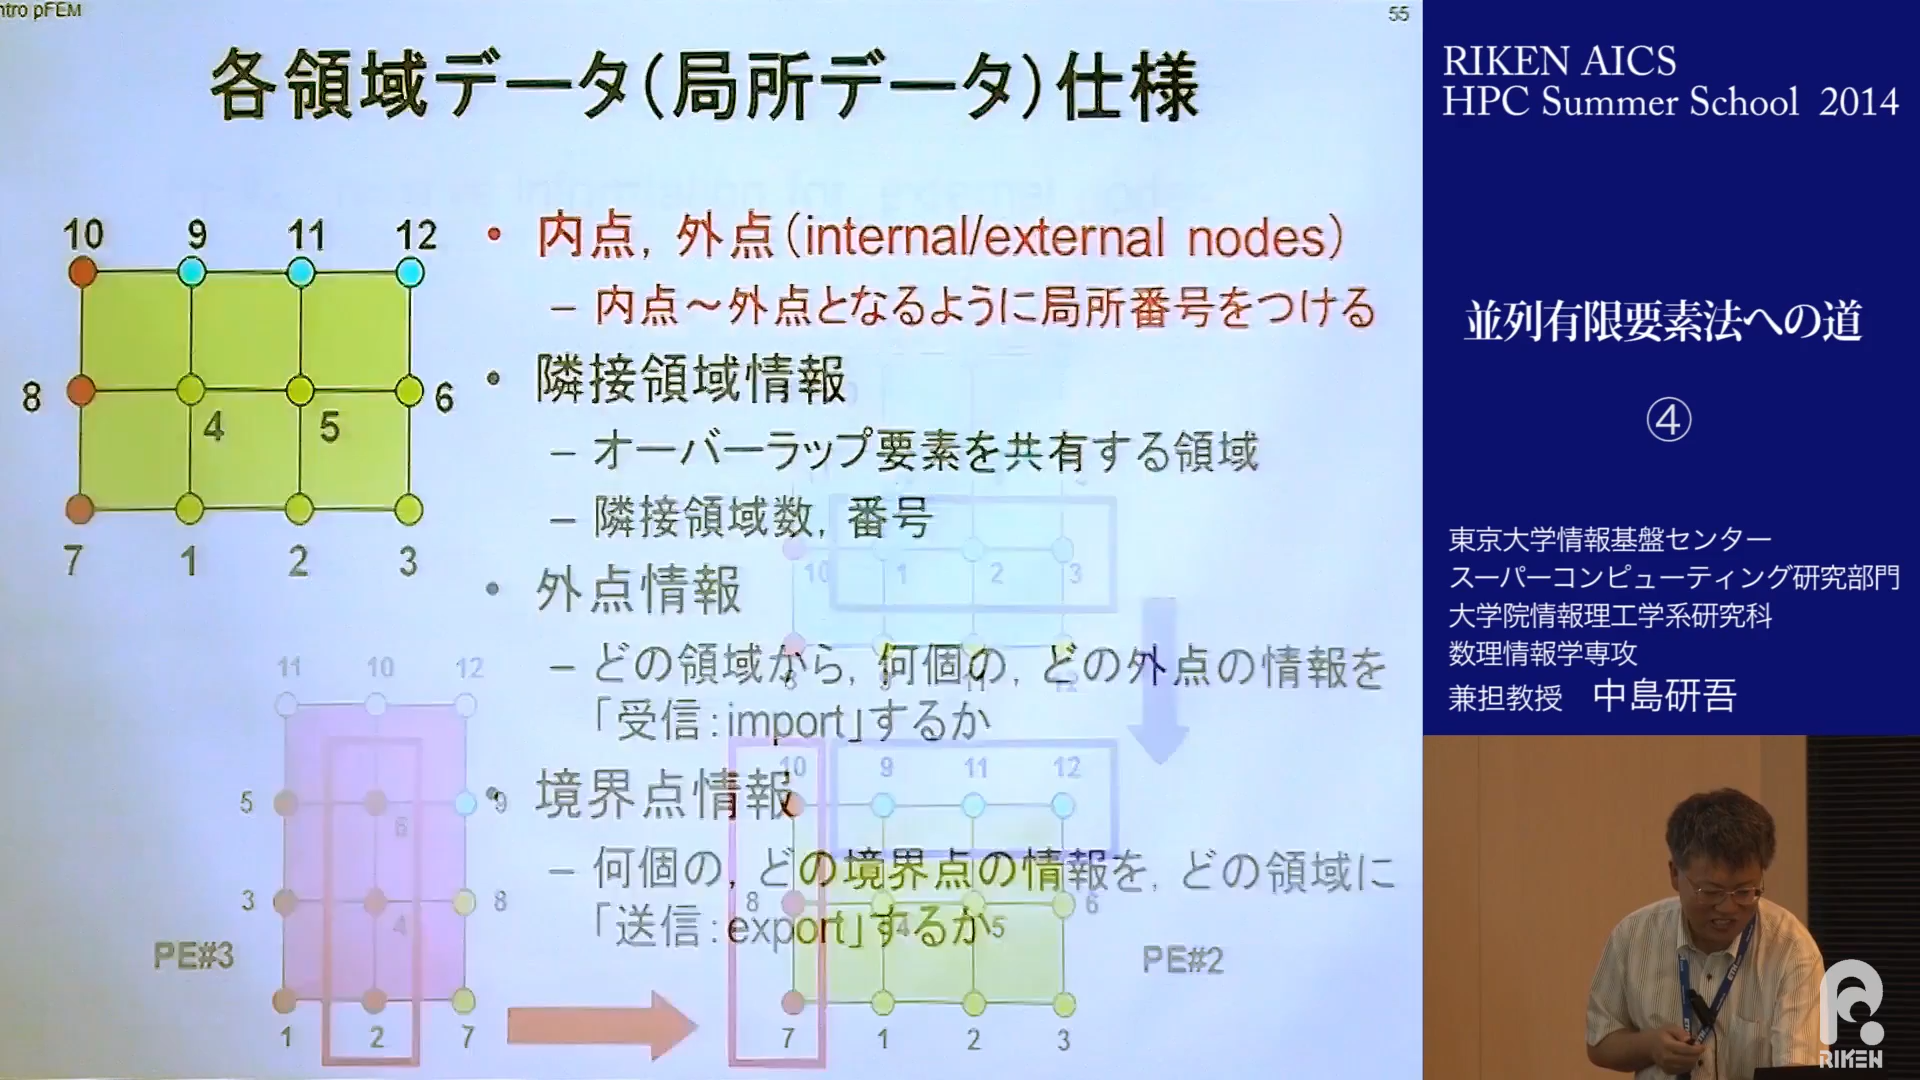 ntro pFEM
55
各領域データ(局所データ)仕様
10 9 11 12
8 4 5 6
7 1 2 3
• 内点, 外点(internal/external nodes)
– 内点～外点となるように局所番号をつける
• 隣接領域情報
– オーバーラップ要素を共有する領域
– 隣接領域数, 番号
• 外点情報
– どの領域から, 何個の, どの外点の情報を
「受信:import」するか
• 境界点情報
– 何個の, どの境界点の情報を, どの領域に
「送信:export」するか
10 1 2 3
11 10 12
5 6 9
3 4 8
PE#3
1 2 7
10 9 11 12
8 4 5 6
PE#2
7 1 2 3
RIKEN AICS
HPC Summer School 2014
並列有限要素法への道
④
東京大学情報基盤センター
スーパーコンピューティング研究部門
大学院情報理工学系研究科
数理情報学専攻
兼担教授 中島研吾
RIKEN